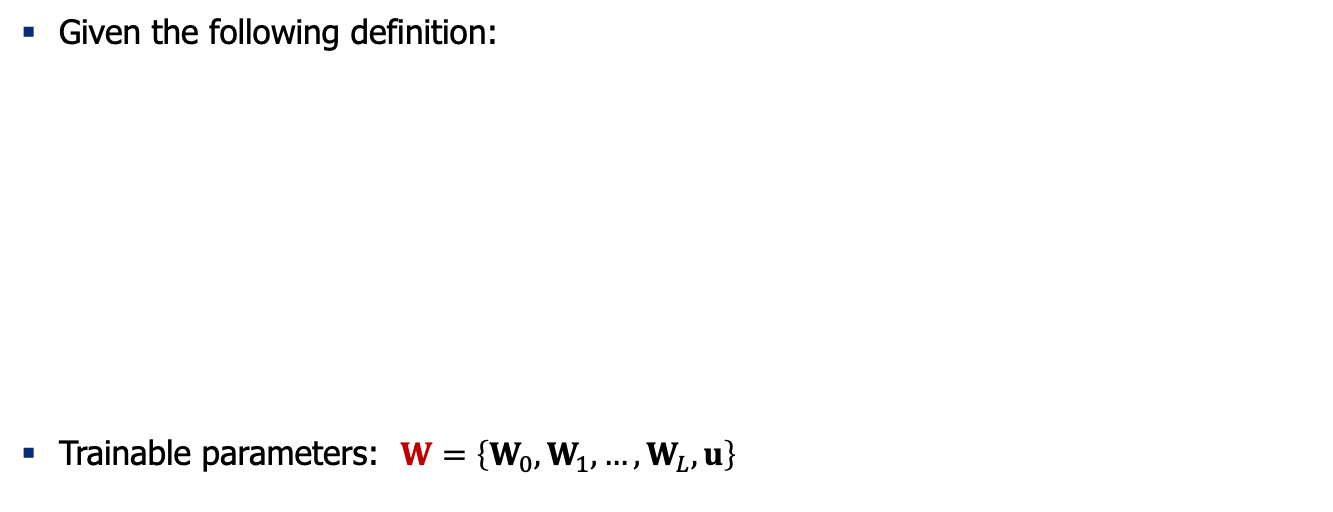 ▪ Given the following definition:
▪ Trainable parameters: 𝐖 = {𝐖₀, 𝐖₁, … , 𝐖_L, 𝐮}